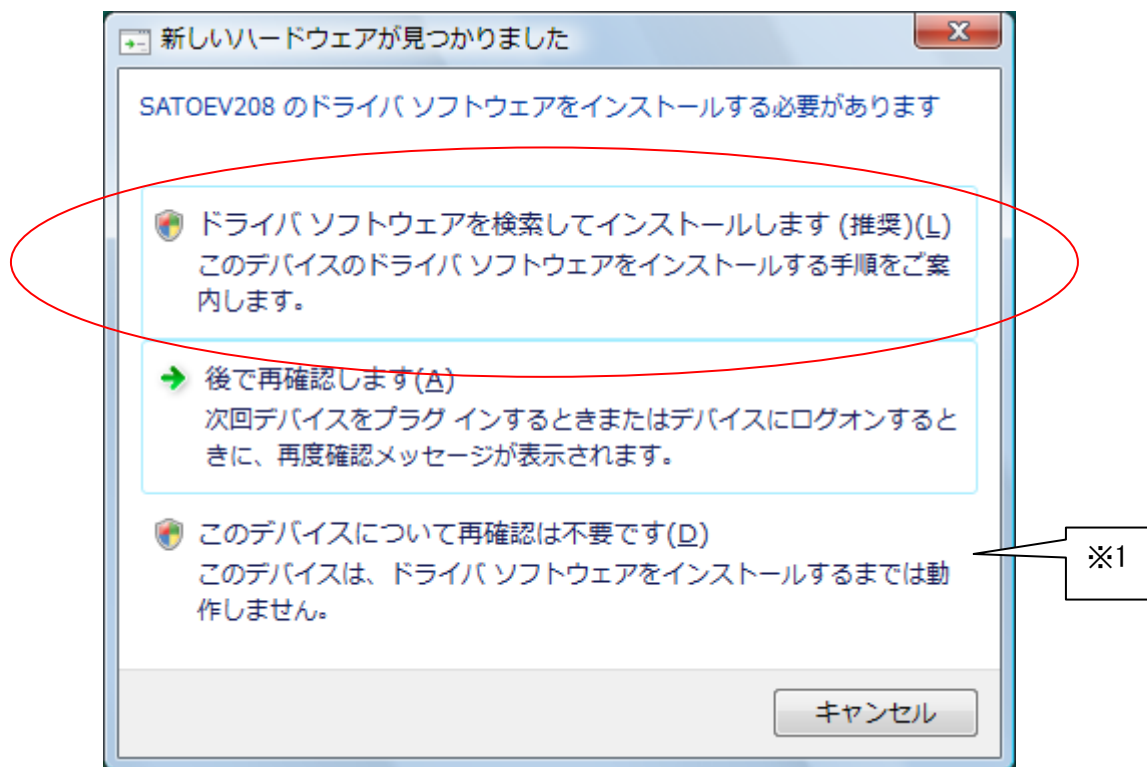 新しいハードウェアが見つかりました
SATOEV208 のドライバ ソフトウェアをインストールする必要があります
ドライバ ソフトウェアを検索してインストールします (推奨)(L)
このデバイスのドライバ ソフトウェアをインストールする手順をご案
内します。
後で再確認します(A)
次回デバイスをプラグ インするときまたはデバイスにログオンすると
きに、再度確認メッセージが表示されます。
このデバイスについて再確認は不要です(D)
このデバイスは、ドライバ ソフトウェアをインストールするまでは動
作しません。
※1
キャンセル